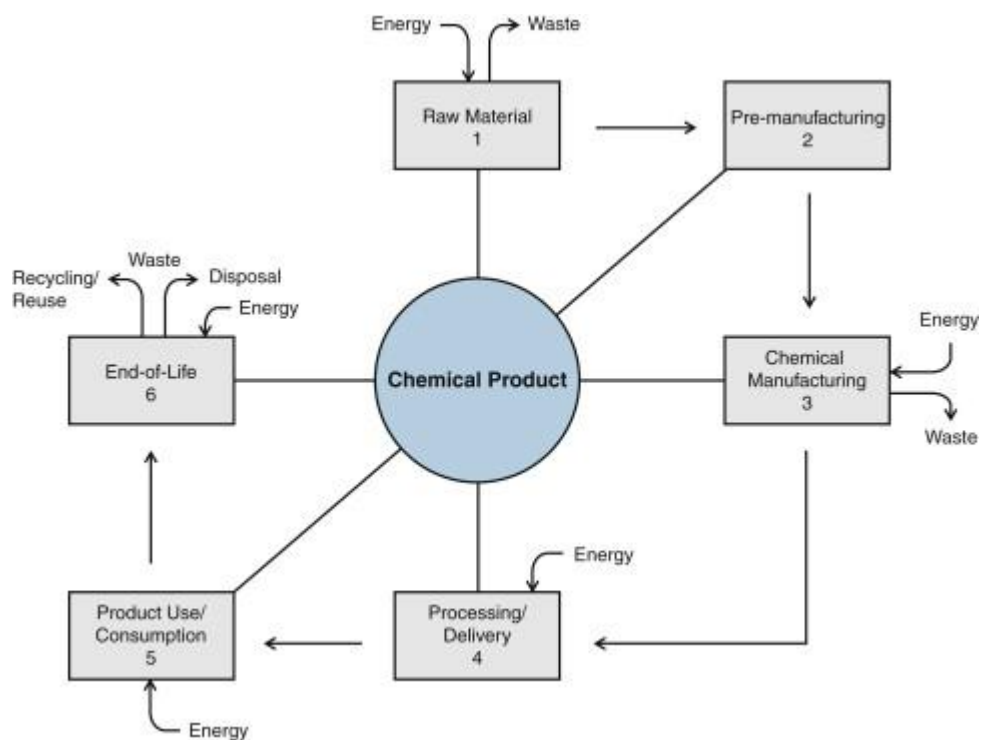 Energy
Waste
Raw Material
1
Pre-manufacturing
2
Waste
Recycling/
Reuse
Disposal
Energy
Energy
End-of-Life
6
Chemical Product
Chemical
Manufacturing
3
Waste
Energy
Product Use/
Consumption
5
Processing/
Delivery
4
Energy